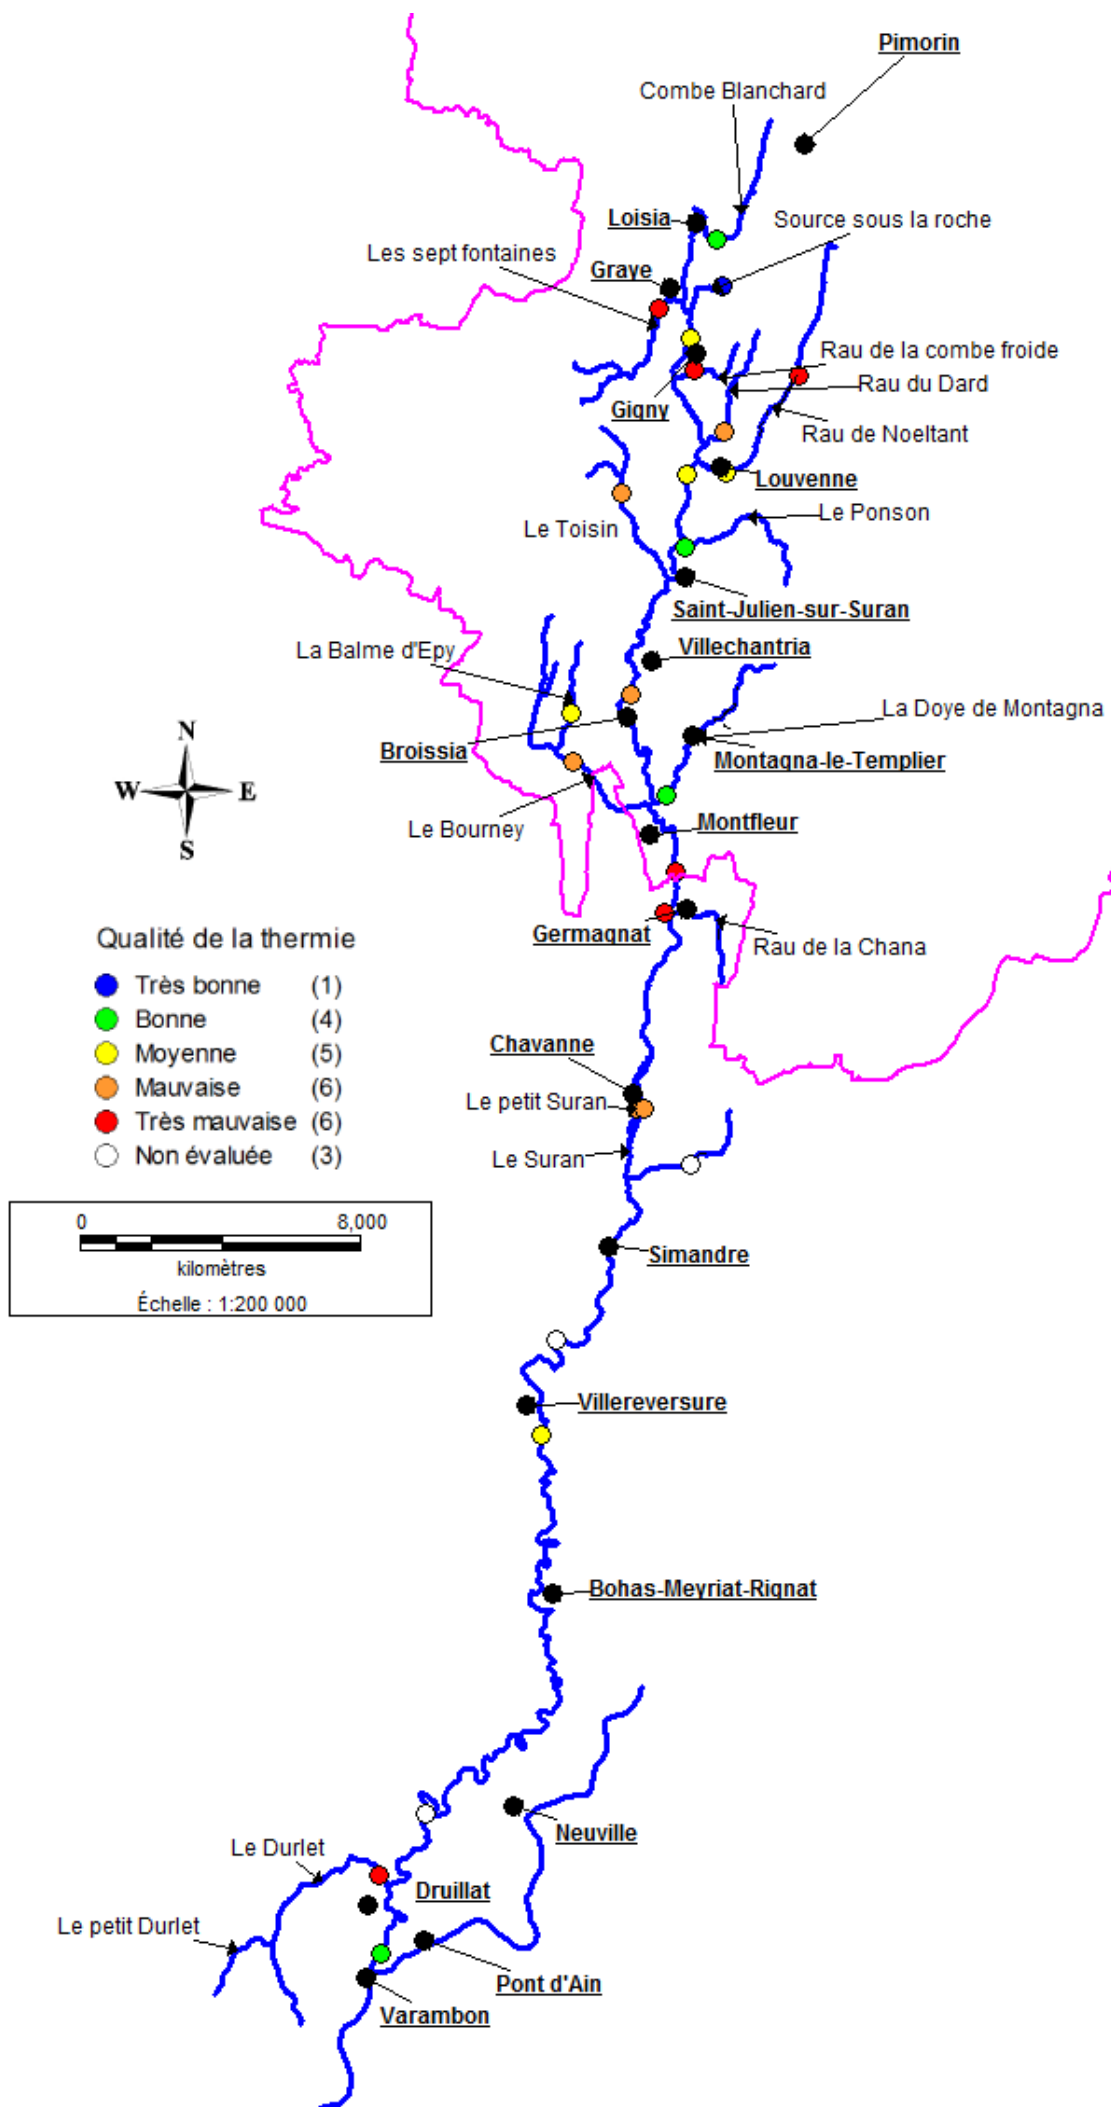 Pimorin
Combe Blanchard
Loisia
Source sous la roche
Les sept fontaines
Graye
Rau de la combe froide
Rau du Dard
Gigny
Rau de Noeltant
Louvenne
Le Ponson
Le Toisin
Saint-Julien-sur-Suran
Villechantria
La Balme d'Epy
La Doye de Montagna
Broissia
Montagna-le-Templier
N
W E
S
Le Bourney
Montfleur
Germagnat
Rau de la Chana
Qualité de la thermie
Très bonne (1)
Bonne (4)
Moyenne (5)
Mauvaise (6)
Très mauvaise (6)
Non évaluée (3)
Chavanne
Le petit Suran
Le Suran
0 8,000
kilomètres
Échelle : 1:200 000
Simandre
Villereversure
Bohas-Meyriat-Rignat
Neuville
Le Durlet
Druillat
Le petit Durlet
Pont d'Ain
Varambon